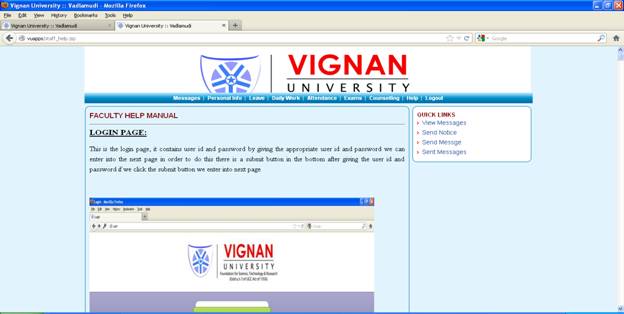 Vignan University :: Vadlamudi - Mozilla Firefox
File Edit View History Bookmarks Tools Help
Vignan University :: Vadlamudi
Vignan University :: Vadlamudi
vuapps/staff_help.jsp
Google
VIGNAN
UNIVERSITY
Messages | Personal Info | Leave | Daily Work | Attendance | Exams | Counselling | Help | Logout
FACULTY HELP MANUAL
LOGIN PAGE:
This is the login page, it contains user id and password by giving the appropriate user id and password we can
enter into the next page in order to do this there is a submit button in the bottom after giving the user id and
password if we click the submit button we enter into next page
QUICK LINKS
View Messages
Send Notice
Send Messge
Sent Messages
VIGNAN
UNIVERSITY
Foundation for Science, Technology & Research